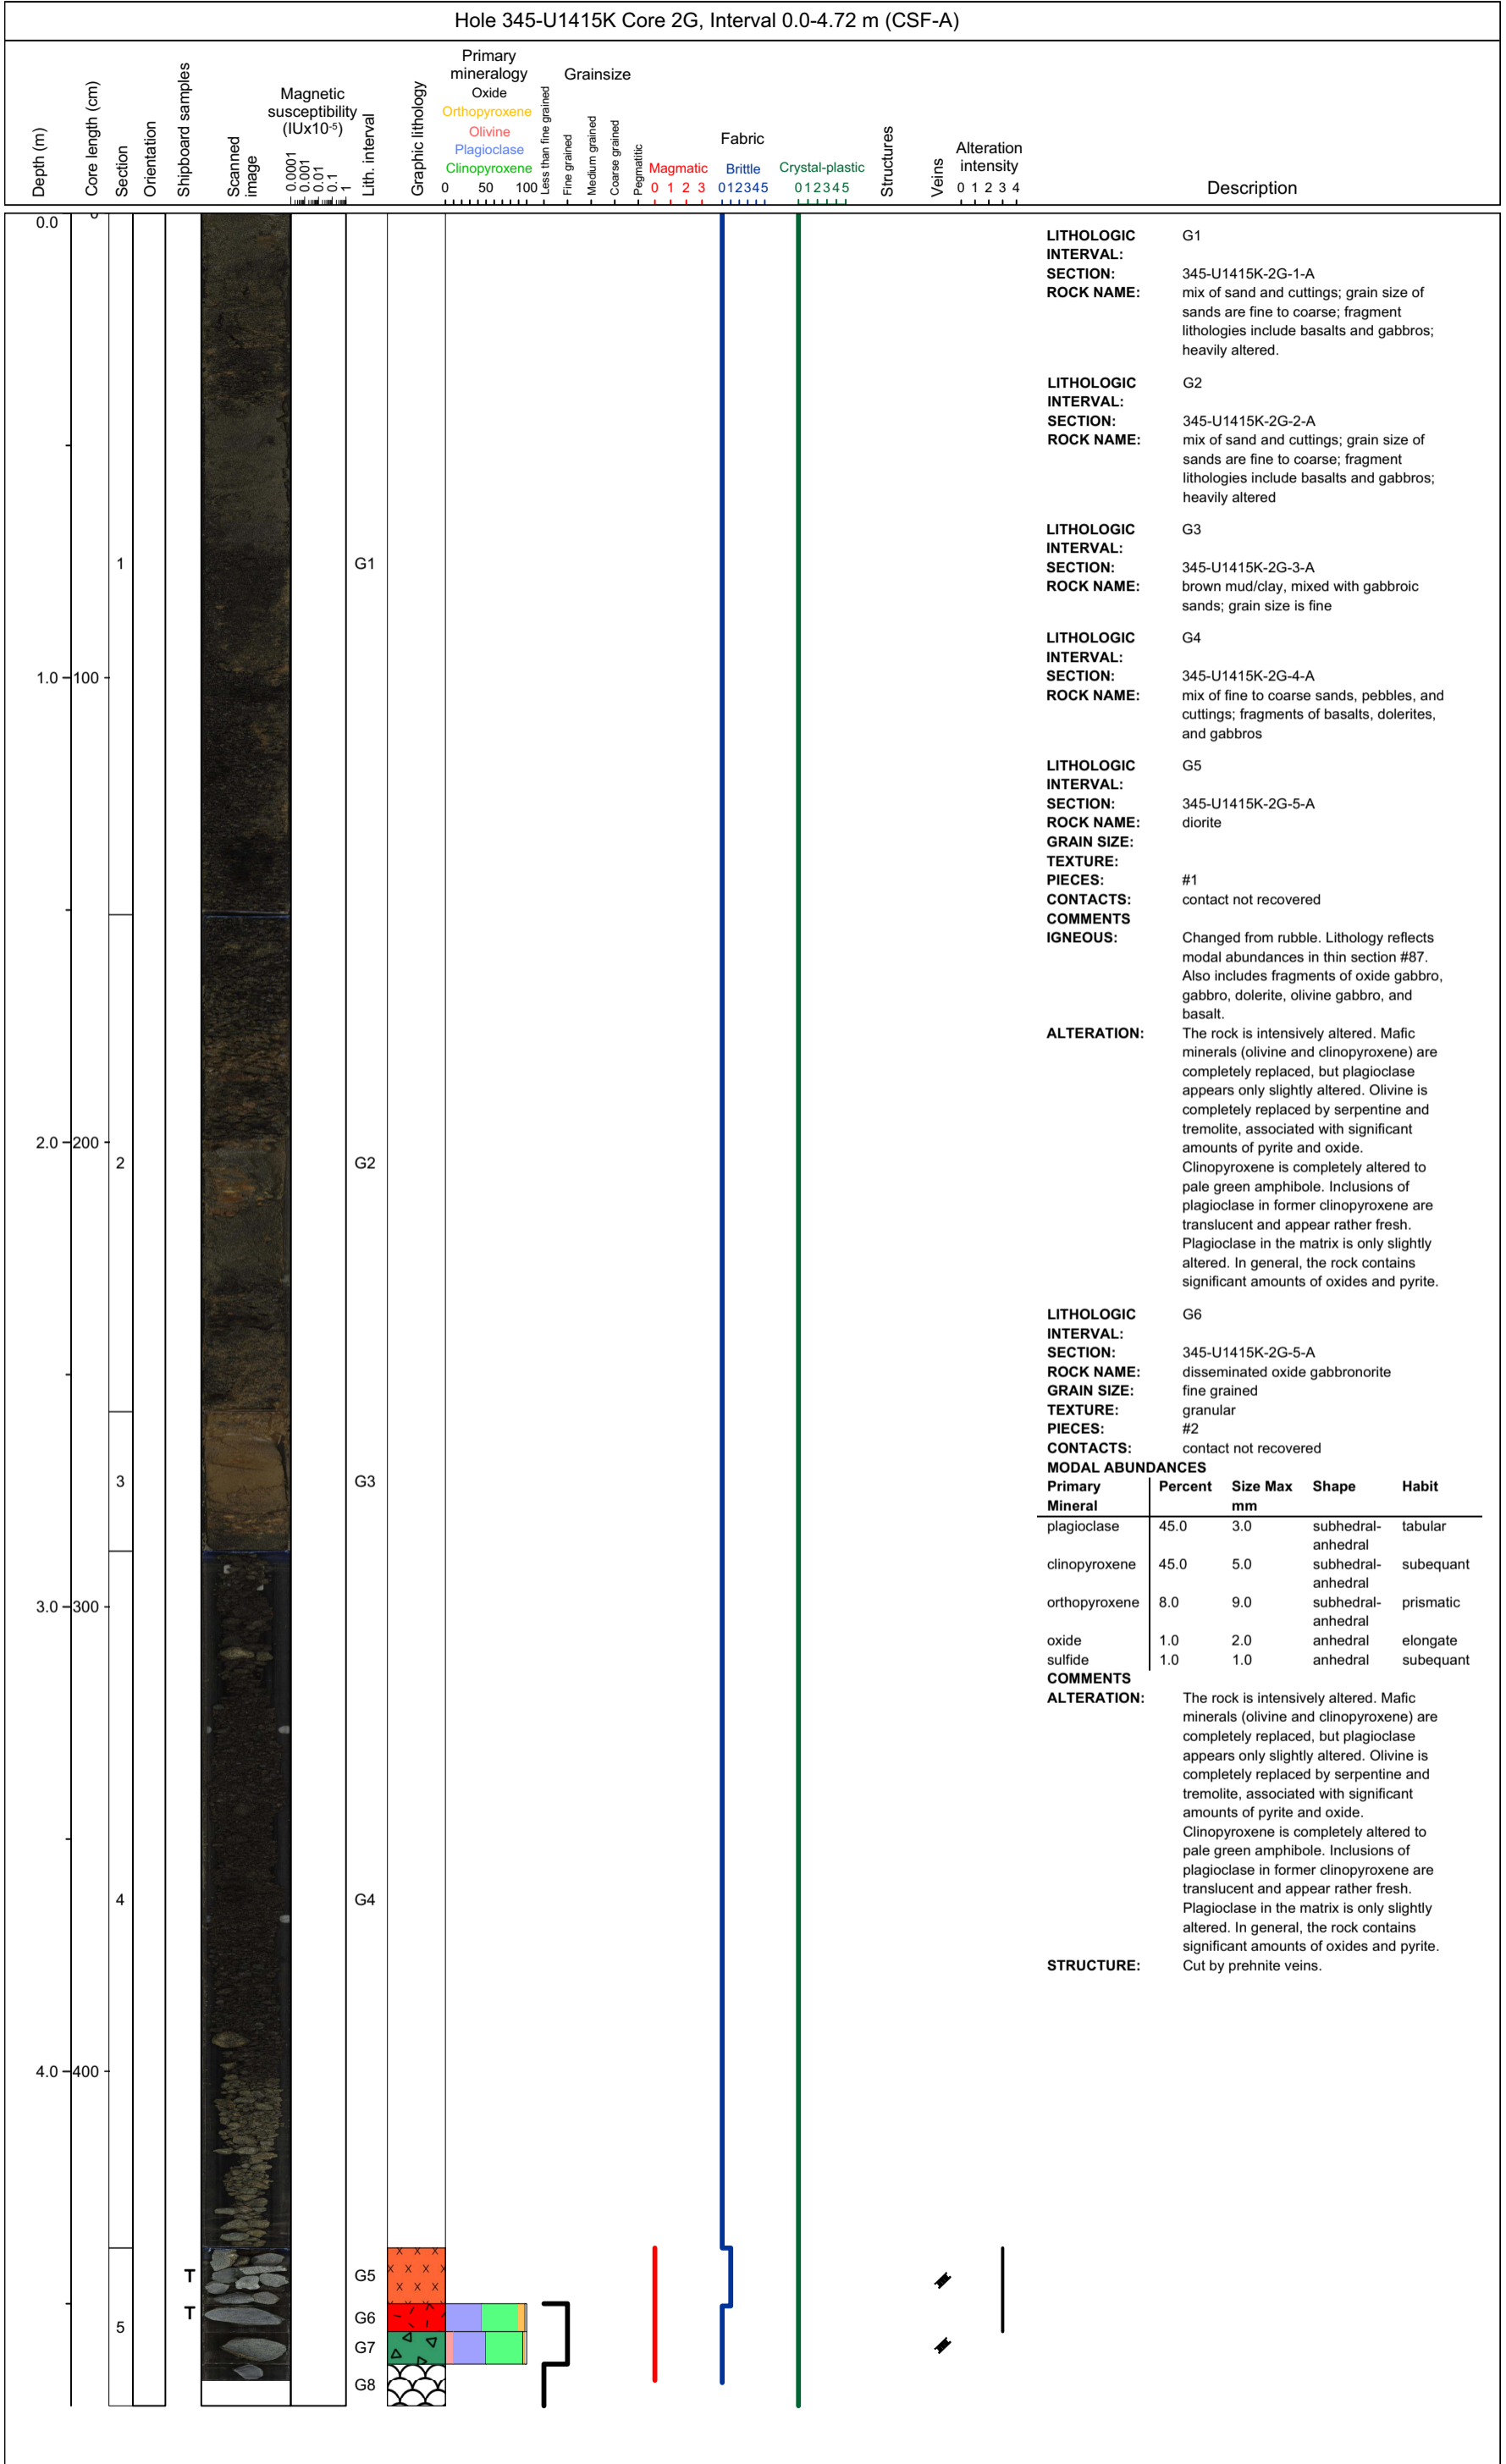 Hole 345-U1415K Core 2G, Interval 0.0-4.72 m (CSF-A)
Depth (m)
Core length (cm)
Section
Orientation
Shipboard samples
Scanned
image
Magnetic
susceptibility
(IUx10-5)
0.0001
0.001
0.01
0.1
1
Lith. interval
Graphic lithology
Primary
mineralogy
Oxide
Orthopyroxene
Olivine
Plagioclase
Clinopyroxene
0 50 100
Grainsize
Less than fine grained
Fine grained
Medium grained
Coarse grained
Pegmatitic
Fabric
Magmatic
0 1 2 3
Brittle
0 1 2 3 4 5
Crystal-plastic
0 1 2 3 4 5
Structures
Veins
Alteration
intensity
0 1 2 3 4
Description
0.0 0
1 G1
1.0 100
2.0 200
2 G2
3 G3
3.0 300
4 G4
4.0 400
T G5
T G6
5
G7
G8
LITHOLOGIC G1
INTERVAL:
SECTION: 345-U1415K-2G-1-A
ROCK NAME: mix of sand and cuttings; grain size of
sands are fine to coarse; fragment
lithologies include basalts and gabbros;
heavily altered.
LITHOLOGIC G2
INTERVAL:
SECTION: 345-U1415K-2G-2-A
ROCK NAME: mix of sand and cuttings; grain size of
sands are fine to coarse; fragment
lithologies include basalts and gabbros;
heavily altered
LITHOLOGIC G3
INTERVAL:
SECTION: 345-U1415K-2G-3-A
ROCK NAME: brown mud/clay, mixed with gabbroic
sands; grain size is fine
LITHOLOGIC G4
INTERVAL:
SECTION: 345-U1415K-2G-4-A
ROCK NAME: mix of fine to coarse sands, pebbles, and
cuttings; fragments of basalts, dolerites,
and gabbros
LITHOLOGIC G5
INTERVAL:
SECTION: 345-U1415K-2G-5-A
ROCK NAME: diorite
GRAIN SIZE:
TEXTURE:
PIECES: #1
CONTACTS: contact not recovered
COMMENTS
IGNEOUS: Changed from rubble. Lithology reflects
modal abundances in thin section #87.
Also includes fragments of oxide gabbro,
gabbro, dolerite, olivine gabbro, and
basalt.
ALTERATION: The rock is intensively altered. Mafic
minerals (olivine and clinopyroxene) are
completely replaced, but plagioclase
appears only slightly altered. Olivine is
completely replaced by serpentine and
tremolite, associated with significant
amounts of pyrite and oxide.
Clinopyroxene is completely altered to
pale green amphibole. Inclusions of
plagioclase in former clinopyroxene are
translucent and appear rather fresh.
Plagioclase in the matrix is only slightly
altered. In general, the rock contains
significant amounts of oxides and pyrite.
LITHOLOGIC G6
INTERVAL:
SECTION: 345-U1415K-2G-5-A
ROCK NAME: disseminated oxide gabbronorite
GRAIN SIZE: fine grained
TEXTURE: granular
PIECES: #2
CONTACTS: contact not recovered
MODAL ABUNDANCES
Primary Percent Size Max Shape Habit
Mineral mm
plagioclase 45.0 3.0 subhedral- tabular
anhedral
clinopyroxene 45.0 5.0 subhedral- subequant
anhedral
orthopyroxene 8.0 9.0 subhedral- prismatic
anhedral
oxide 1.0 2.0 anhedral elongate
sulfide 1.0 1.0 anhedral subequant
COMMENTS
ALTERATION: The rock is intensively altered. Mafic
minerals (olivine and clinopyroxene) are
completely replaced, but plagioclase
appears only slightly altered. Olivine is
completely replaced by serpentine and
tremolite, associated with significant
amounts of pyrite and oxide.
Clinopyroxene is completely altered to
pale green amphibole. Inclusions of
plagioclase in former clinopyroxene are
translucent and appear rather fresh.
Plagioclase in the matrix is only slightly
altered. In general, the rock contains
significant amounts of oxides and pyrite.
STRUCTURE: Cut by prehnite veins.